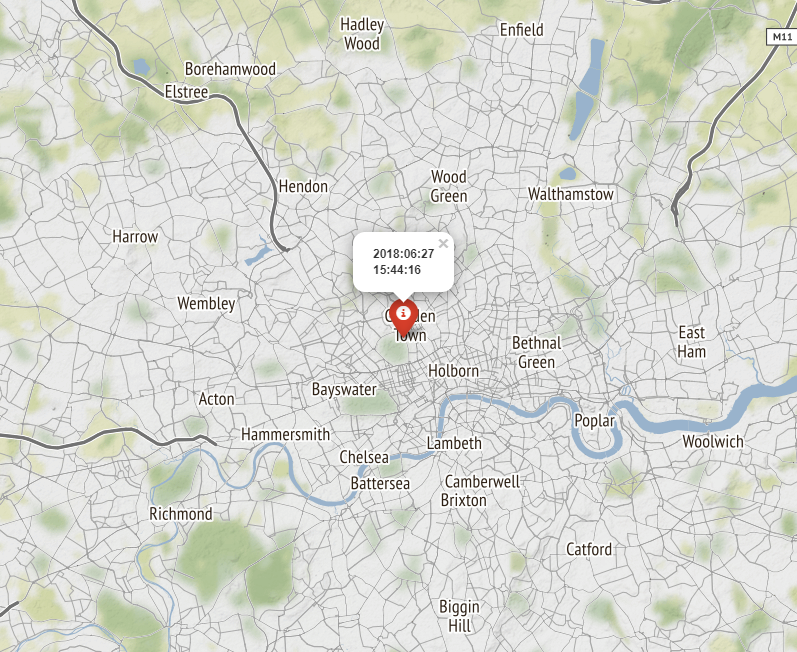 Hadley
Wood
Enfield
M11
Borehamwood
Elstree
Wood
Green
Hendon
Walthamstow
Harrow
2018:06:27
15:44:16
×
Wembley
Town
East
Ham
Bethnal
Green
Holborn
Bayswater
Acton
Poplar
Hammersmith
Lambeth
Woolwich
Chelsea
Battersea
Camberwell
Brixton
Richmond
Catford
Biggin
Hill